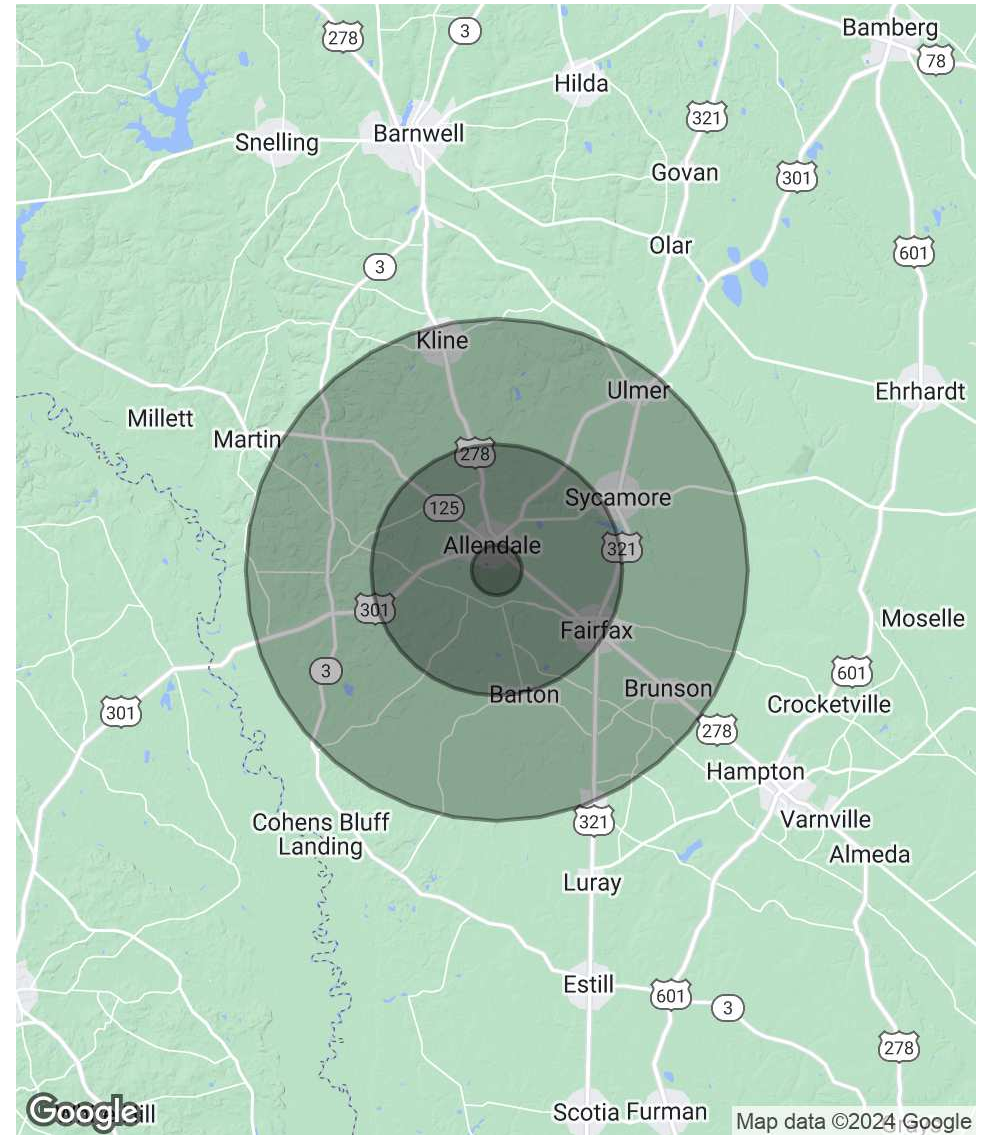 Bamberg
278
3
78
Hilda
321
Barnwell
Snelling
Govan
301
Olar
601
3
Kline
Ulmer
Ehrhardt
Millett
Martin
278
Sycamore
125
Allendale
321
301
Moselle
Fairfax
3
601
Barton
Brunson
Crocketville
301
278
Hampton
Cohens Bluff
Landing
321
Varnville
Almeda
Luray
Estill
601
3
278
Google
Scotia
Furman
Map data ©2024 Google